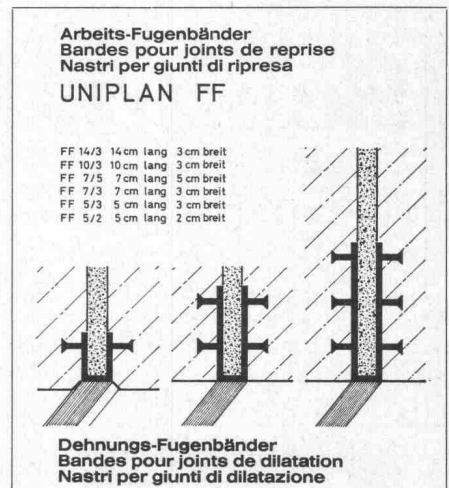 Arbeits-Fugenbänder
Bandes pour joints de reprise
Nastri per giunti di ripresa
UNIPLAN FF
FF 14/3 14 cm lang 3 cm breit
FF 10/3 10 cm lang 3 cm breit
FF 7/5 7 cm lang 5 cm breit
FF 7/3 7 cm lang 3 cm breit
FF 5/3 5 cm lang 3 cm breit
FF 5/2 5 cm lang 2 cm breit
Dehnungs-Fugenbänder
Bandes pour joints de dilatation
Nastri per giunti di dilatazione